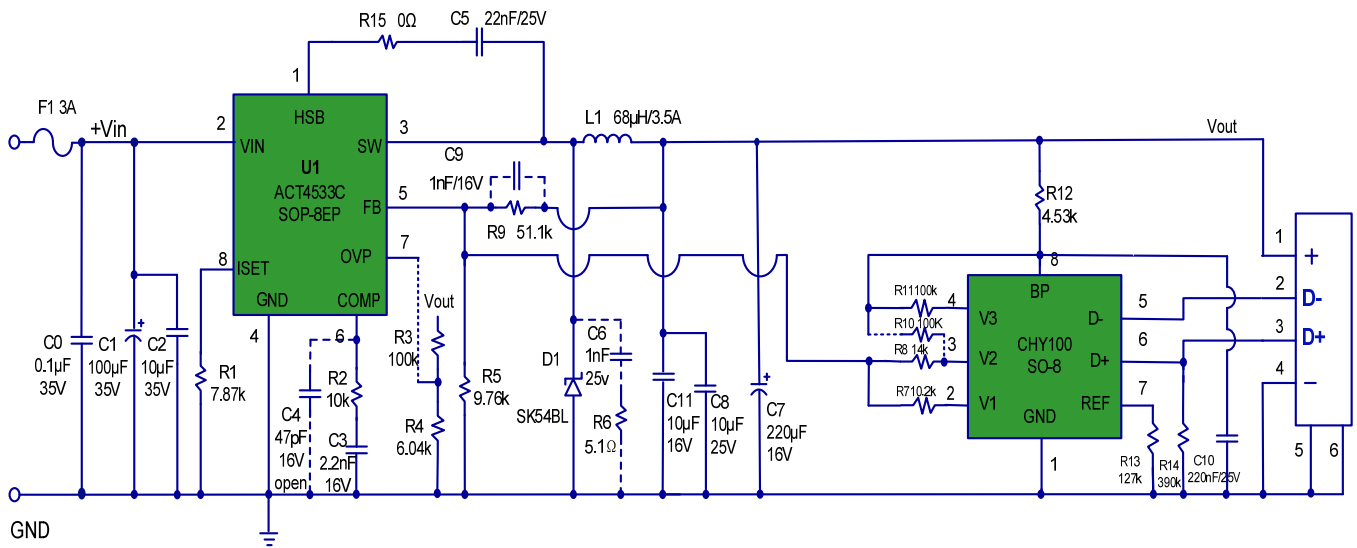 R15 0Ω
C5 22nF/25V
1
F1 3A
+Vin
2
HSB
VIN
SW
3
U1
ACT4533C
SOP-8EP
FB
5
OVP
7
8
ISET
GND
COMP
4
6
L1 68µH/3.5A
C9
1nF/16V
R9 51.1k
Vout
R12
4.53k
8
BP
C0
0.1µF
35V
C1
100µF
35V
+
C2
10µF
35V
R1
7.87k
C4
47pF
16V
open
R2
10k
C3
2.2nF
16V
Vout
R3
100k
R4
6.04k
R5
9.76k
D1
SK54BL
C6
1nF
25v
R6
5.1Ω
C11
10µF
16V
C8
10µF
25V
+
C7
220µF
16V
R11100k
4
V3
R10 100K
R8 14k
3
V2
R710.2k
2
V1
CHY100
SO-8
D-
5
D+
6
REF
7
GND
1
R13
127k
R14
390k
C10
220nF/25V
1
+
2
D-
3
D+
4
−
5
6
GND